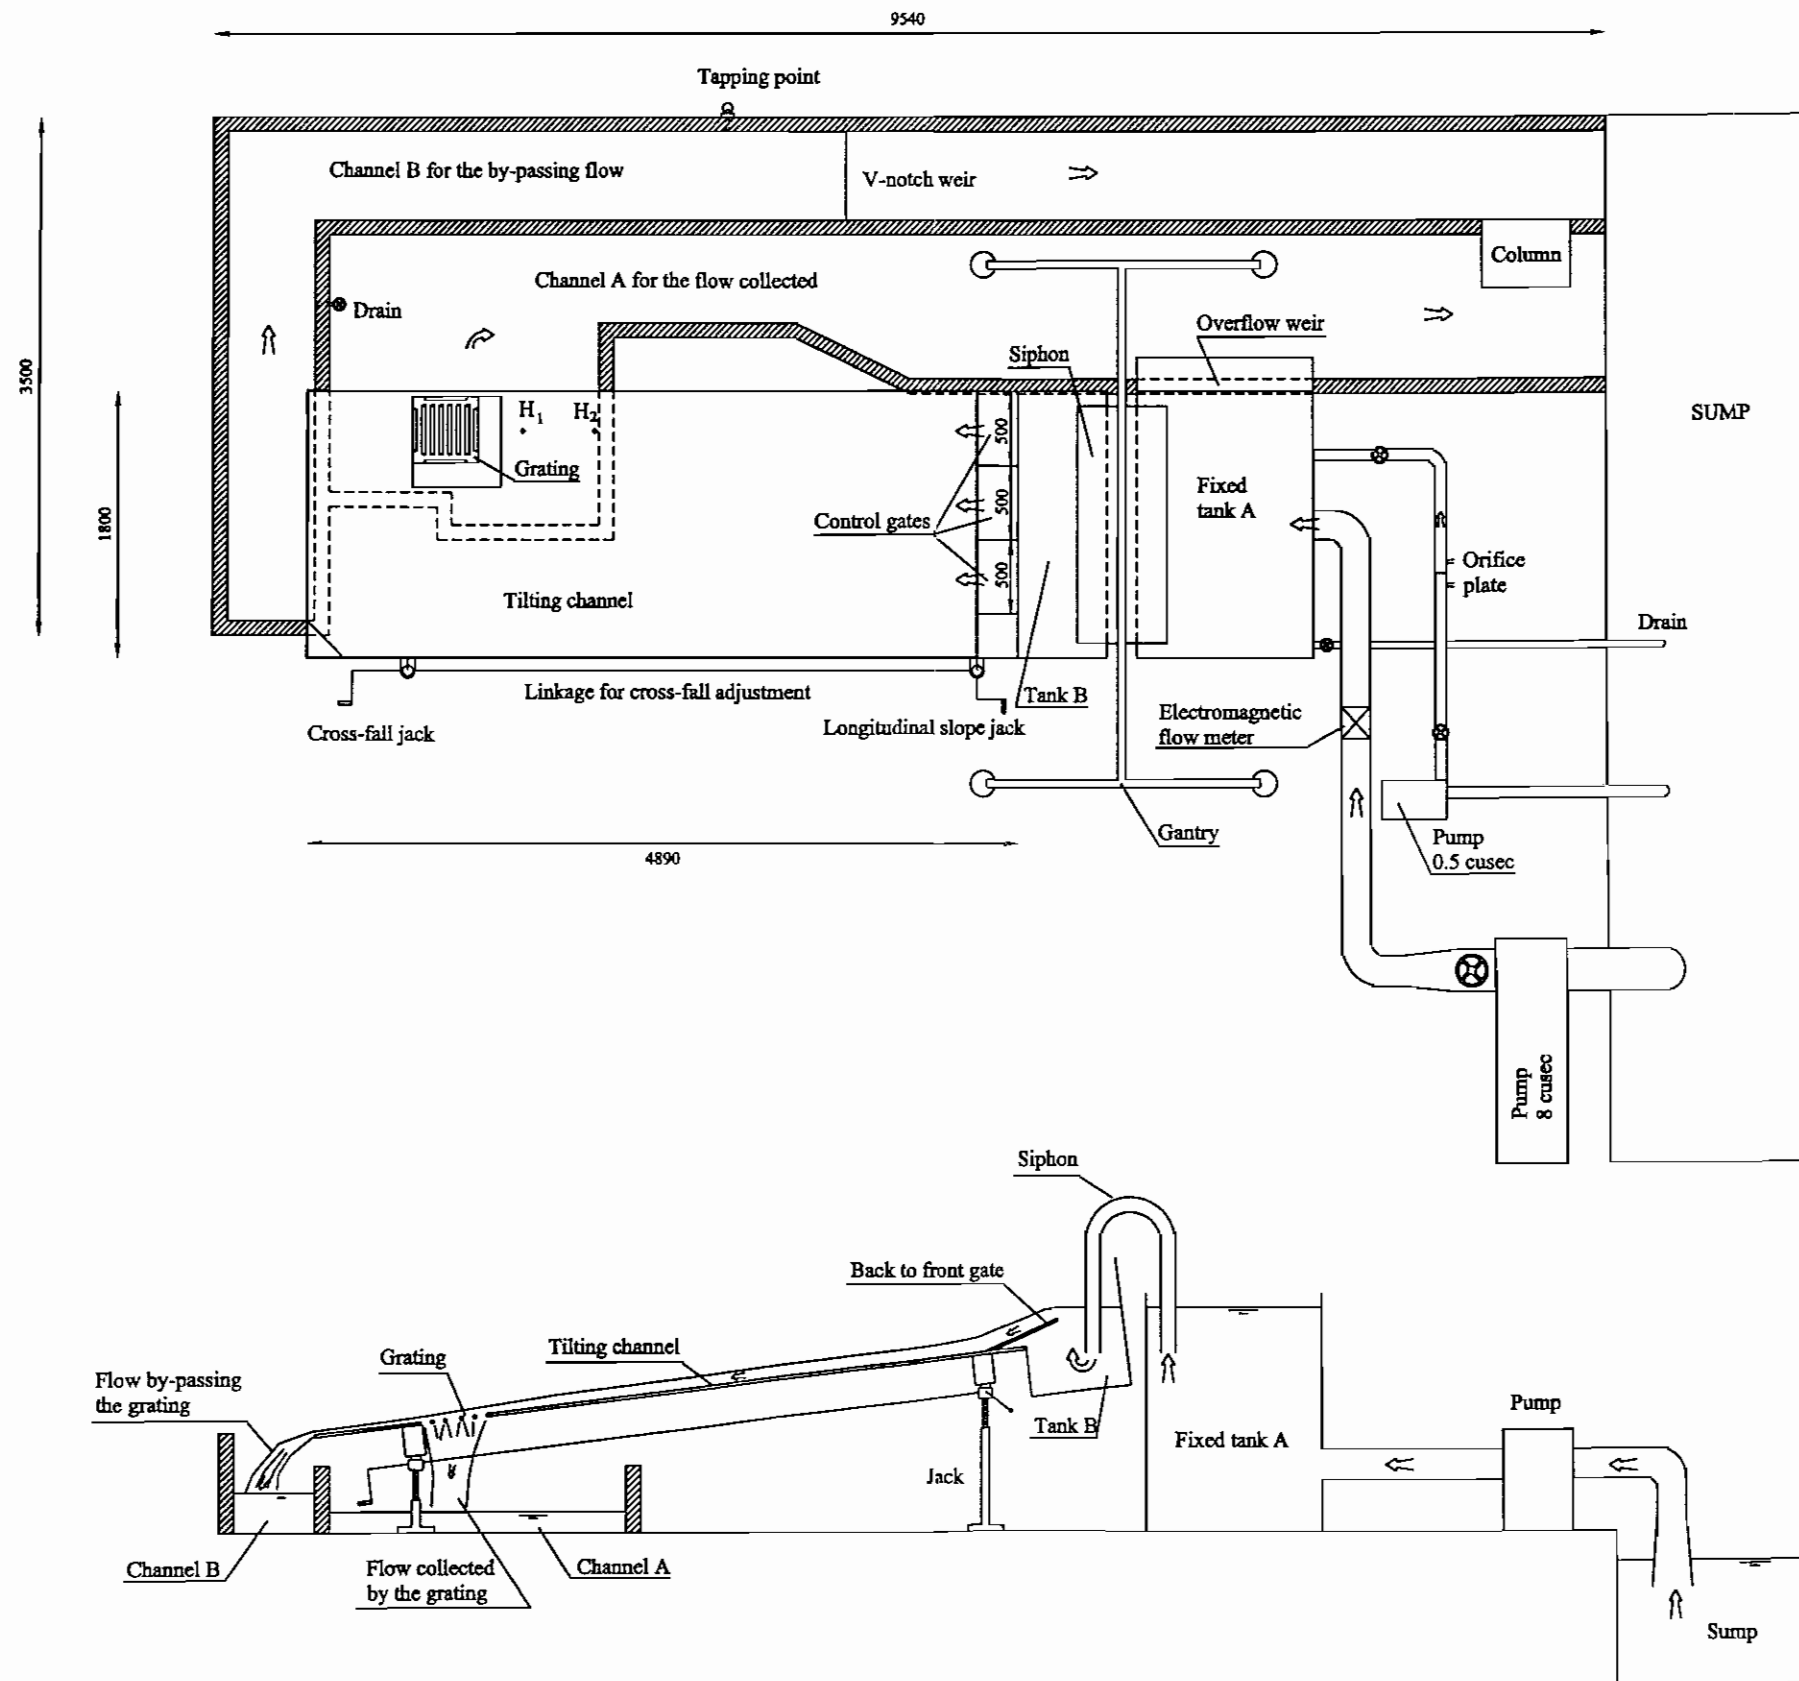 9540
Tapping point
Channel B for the by-passing flow
V-notch weir
Column
Channel A for the flow collected
Drain
Overflow weir
Siphon
3500
SUMP
H1
H2
500
Grating
Fixed
tank A
1800
500
Control gates
Orifice
plate
500
Tilting channel
Drain
Linkage for cross-fall adjustment
Tank B
Electromagnetic
flow meter
Cross-fall jack
Longitudinal slope jack
Gantry
Pump
0.5 cusec
4890
Pump
8 cusec
Siphon
Back to front gate
Tilting channel
Grating
Flow by-passing
the grating
Pump
Tank B
Fixed tank A
Jack
Channel B
Flow collected
by the grating
Channel A
Sump